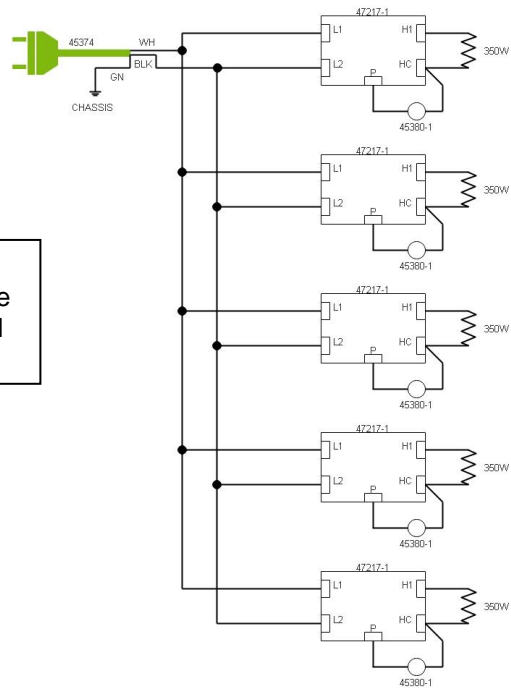 45374
WH
BLK
GN
CHASSIS
47217-1
L1
H1
L2
HC
P
350W
45380-1
47217-1
L1
H1
L2
HC
P
350W
45380-1
47217-1
L1
H1
L2
HC
P
350W
45380-1
47217-1
L1
H1
L2
HC
P
350W
45380-1
47217-1
L1
H1
L2
HC
P
350W
45380-1